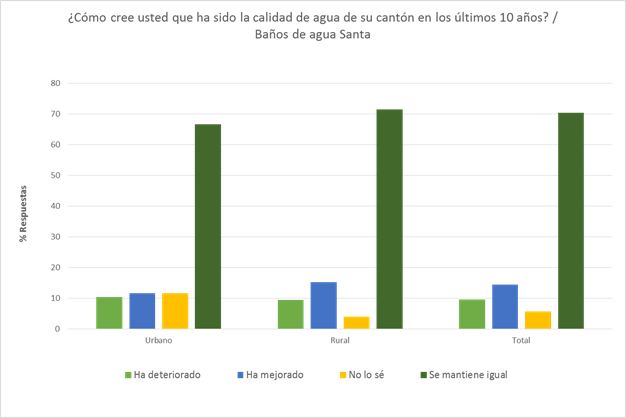 ¿Cómo cree usted que ha sido la calidad de agua de su cantón en los últimos 10 años? /
Baños de agua Santa
80
70
60
50
40
30
20
10
0
% Respuestas
Urbano
Rural
Total
Ha deteriorado
Ha mejorado
No lo sé
Se mantiene igual